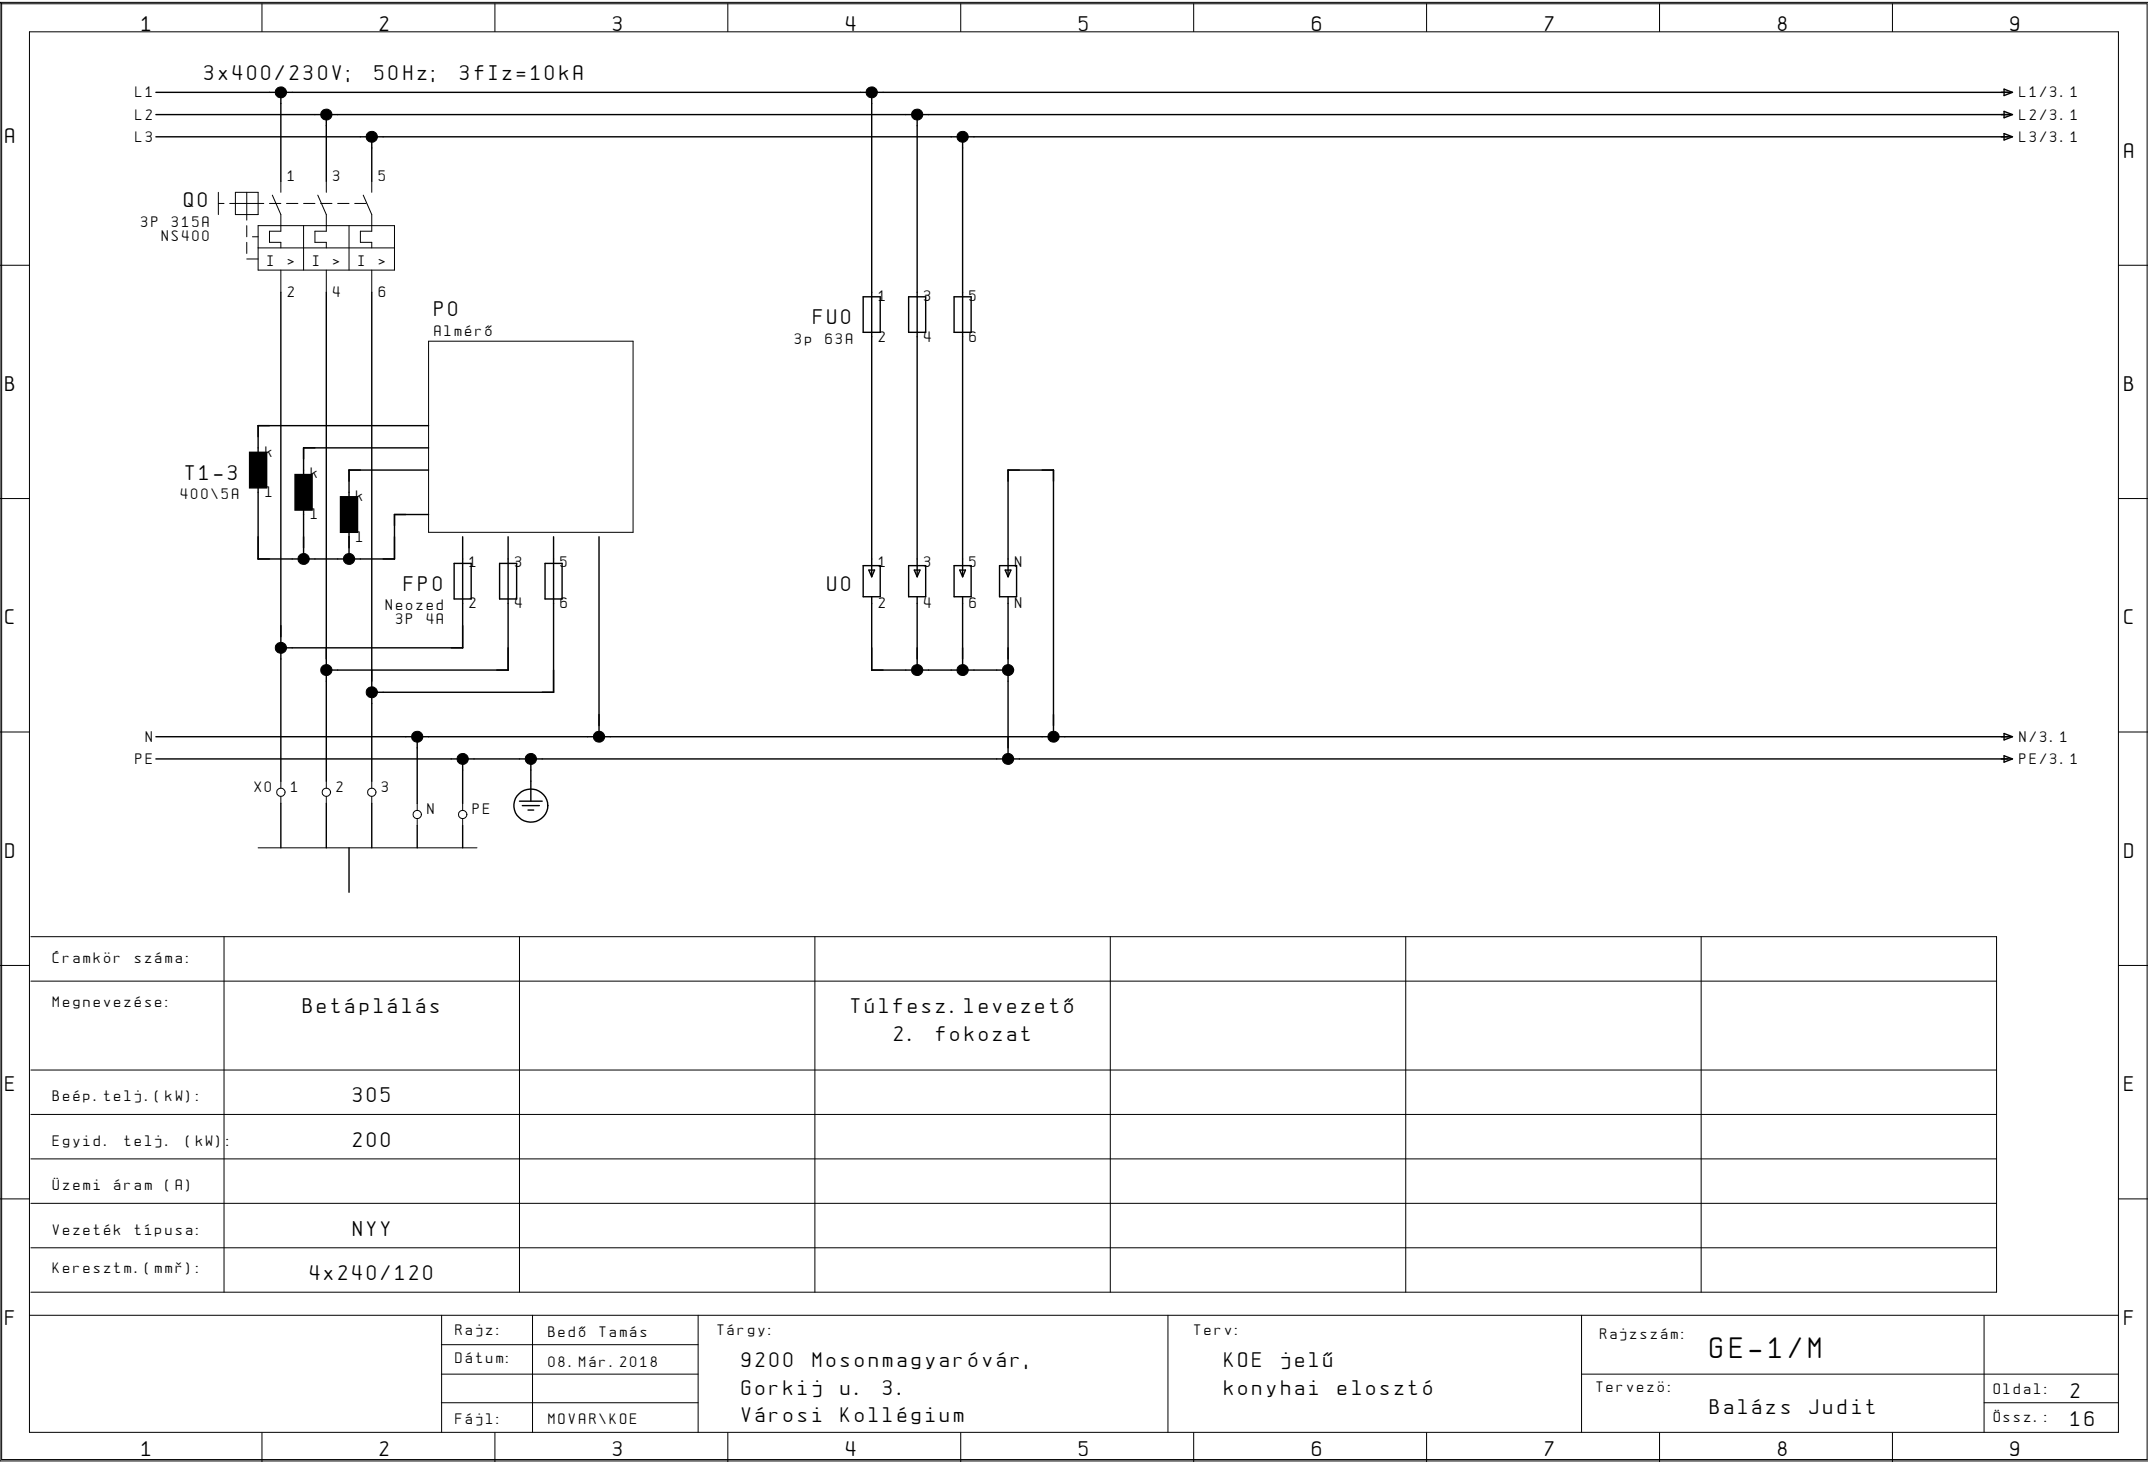 1 2 3 4 5 6 7 8 9
3x400/230V; 50Hz; 3fIz=10kA
L1 L1/3.1
L2 L2/3.1
L3 L3/3.1
A A
1 3 5
Q0
3P 315A
NS400
I > I > I >
2 4 6
P0
Almérő
FU0
3p 63A
1 3 5
2 4 6
B B
T1-3
400\5A
k k k
l l l
FP0
Neozed
3P 4A
1 3 5
2 4 6
U0
1 3 5 N
2 4 6 N
C C
N N/3.1
PE PE/3.1
X0 1 2 3
N PE
D D
Éramkör száma:
Megnevezése: Betáplálás Túlfesz.levezető
2. fokozat
E E
Beép.telj.(kW): 305
Egyid. telj. (kW): 200
Üzemi áram (A)
Vezeték típusa: NYY
Keresztm.(mmř): 4x240/120
F F
Rajz: Bedő Tamás
Dátum: 08.Már.2018
Fájl: MOVAR\KOE
Tárgy:
9200 Mosonmagyaróvár,
Gorkij u. 3.
Városi Kollégium
Terv:
KOE jelű
konyhai elosztó
Rajzszám: GE-1/M
Tervezö: Balázs Judit
Oldal: 2
Össz.: 16
1 2 3 4 5 6 7 8 9